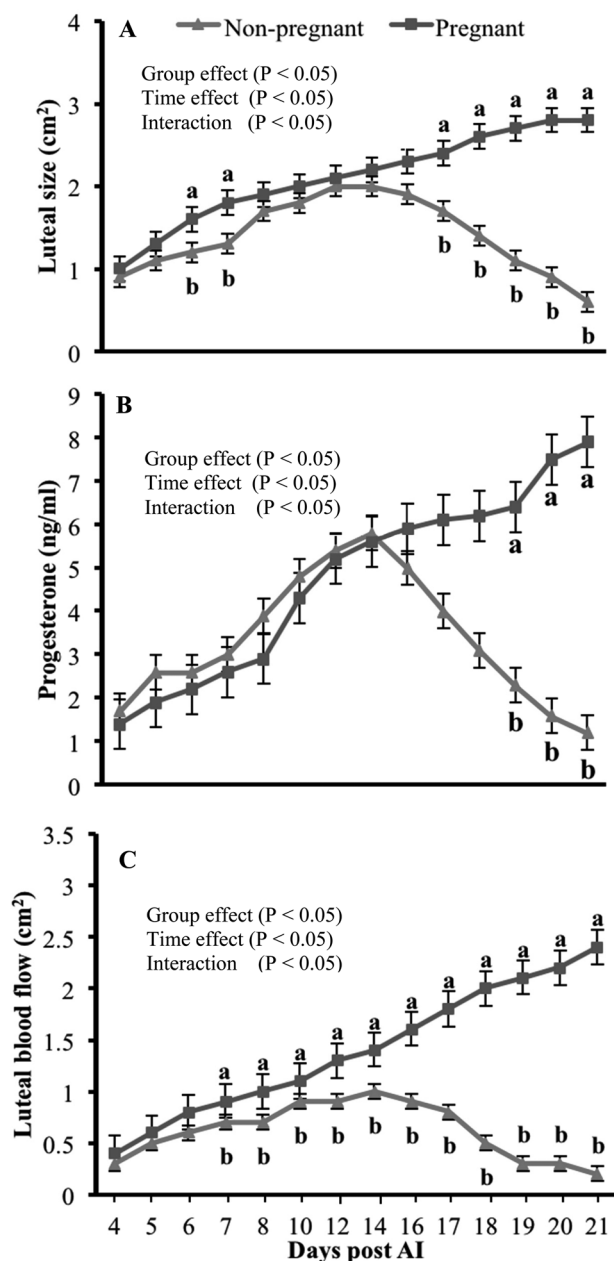 A
Non-pregnant
Pregnant
Group effect (P < 0.05)
Time effect (P < 0.05)
Interaction (P < 0.05)
Luteal size (cm²)
4
3
2
1
0
a a a a a a a
b b b b b b b
B
Group effect (P < 0.05)
Time effect (P < 0.05)
Interaction (P < 0.05)
Progesterone (ng/ml)
9
8
7
6
5
4
3
2
1
0
a a a
b b b
C
Group effect (P < 0.05)
Time effect (P < 0.05)
Interaction (P < 0.05)
Luteal blood flow (cm²)
3.5
3
2.5
2
1.5
1
0.5
0
a a a a a a a a a a a
b b b b b b b b b b b
4 5 6 7 8 10 12 14 16 17 18 19 20 21
Days post AI